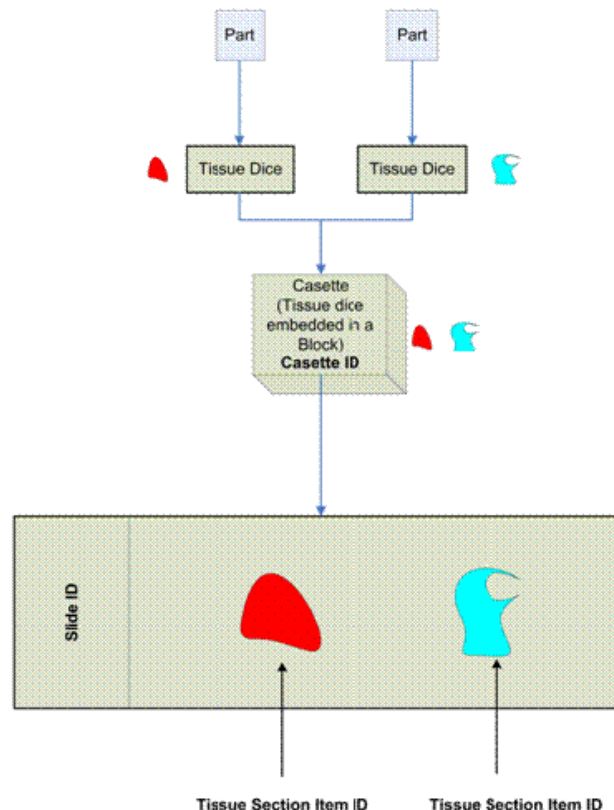 Part
Part
Tissue Dice
Tissue Dice
Casette
(Tissue dice
embedded in a
Block)
Casette ID
Slide ID
Tissue Section Item ID
Tissue Section Item ID